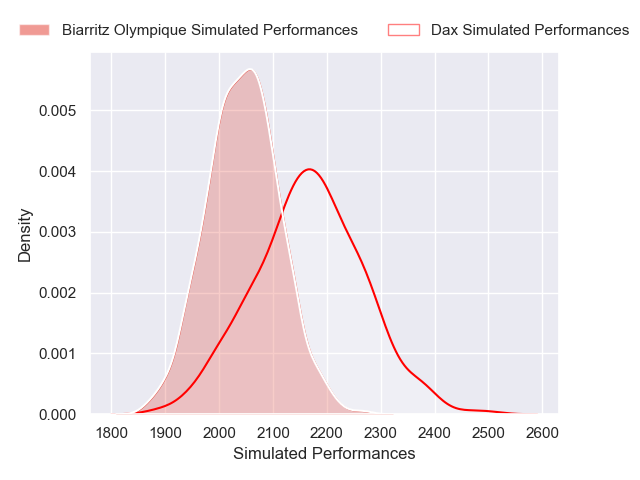 Biarritz Olympique Simulated Performances
Dax Simulated Performances
Density
0.005
0.004
0.003
0.002
0.001
0.000
1800 1900 2000 2100 2200 2300 2400 2500 2600
Simulated Performances